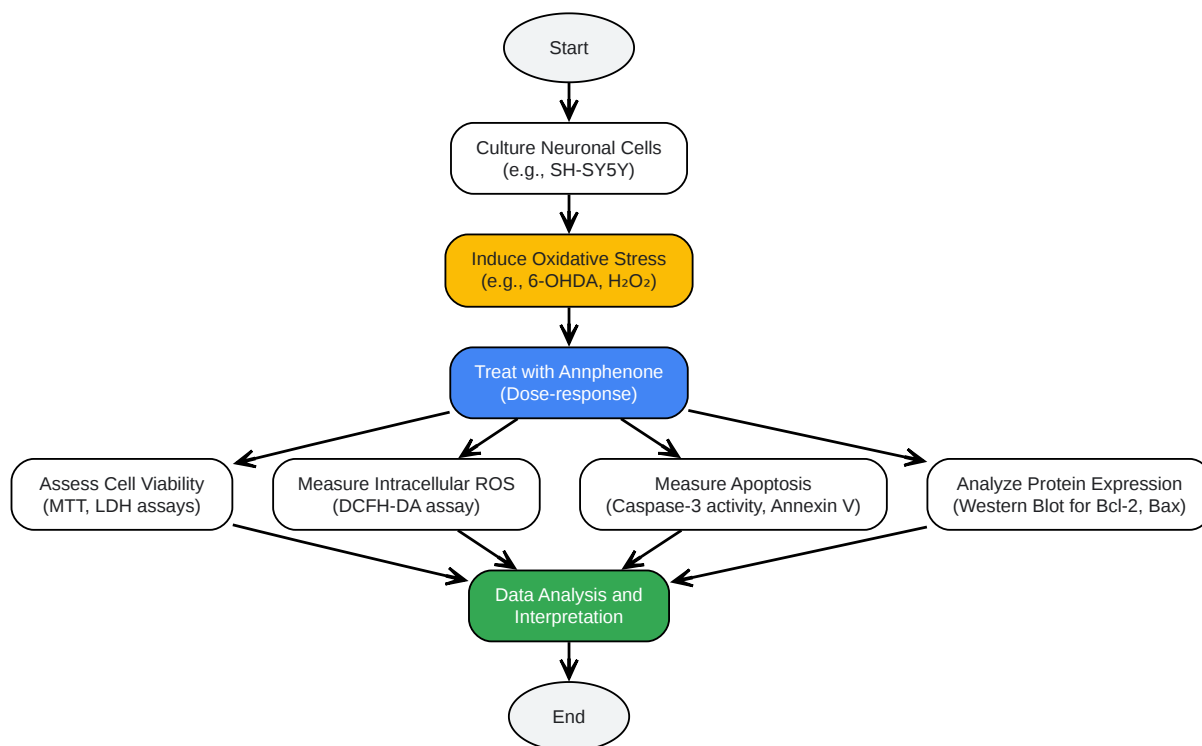 Start
Culture Neuronal Cells
(e.g., SH-SY5Y)
Induce Oxidative Stress
(e.g., 6-OHDA, H₂O₂)
Treat with Annphenone
(Dose-response)
Assess Cell Viability
(MTT, LDH assays)
Measure Intracellular ROS
(DCFH-DA assay)
Measure Apoptosis
(Caspase-3 activity, Annexin V)
Analyze Protein Expression
(Western Blot for Bcl-2, Bax)
Data Analysis and
Interpretation
End